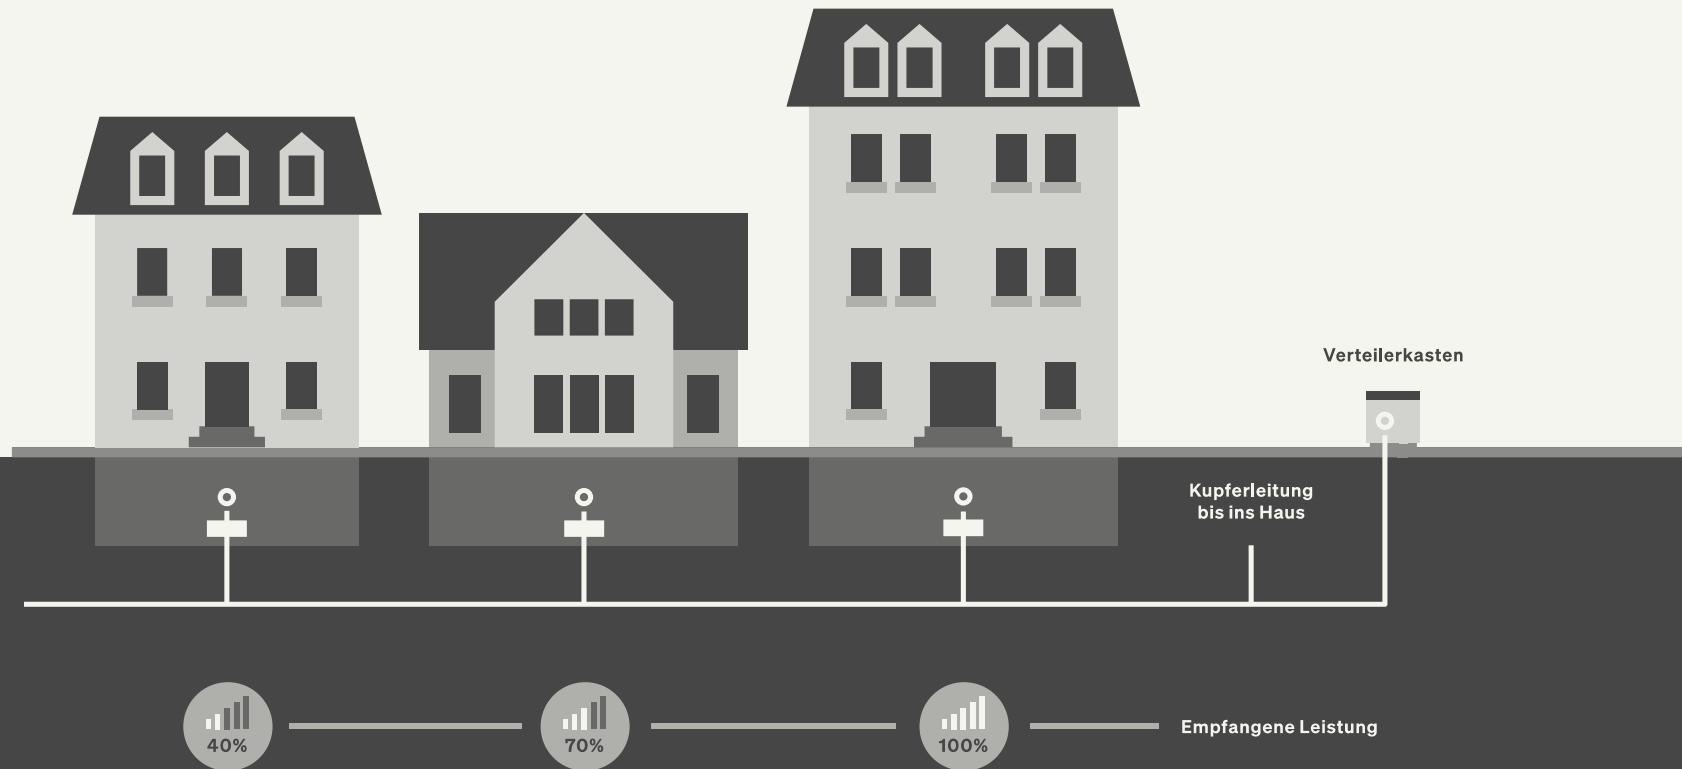 Verteilerkasten
Kupferleitung
bis ins Haus
40%
70%
100%
Empfangene Leistung